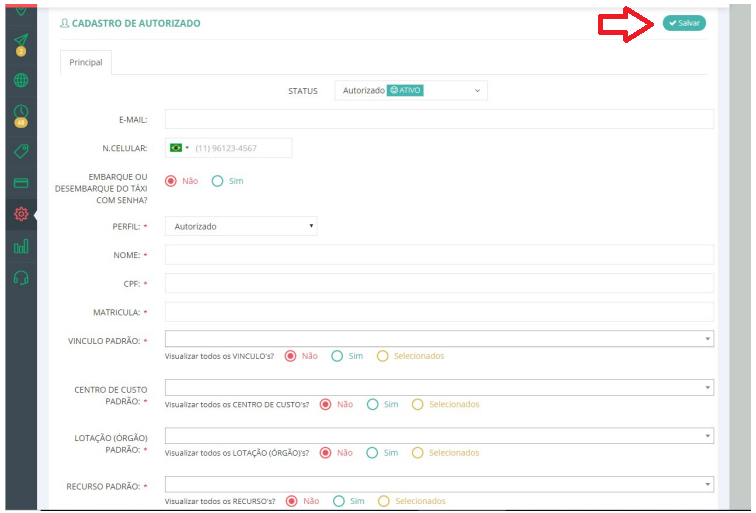 CADASTRO DE AUTORIZADO
Salvar
Principal
STATUS Autorizado ATIVO
2
E-MAIL:
48
N.CELULAR: (11) 96123-4567
EMBARQUE OU
DESEMBARQUE DO TÁXI
COM SENHA? Não Sim
PERFIL: * Autorizado
NOME: *
CPF: *
MATRICULA: *
VINCULO PADRÃO: *
Visualizar todos os VINCULO's? Não Sim Selecionados
CENTRO DE CUSTO
PADRÃO: *
Visualizar todos os CENTRO DE CUSTO's? Não Sim Selecionados
LOTAÇÃO (ÓRGÃO)
PADRÃO: *
Visualizar todos os LOTAÇÃO (ÓRGÃO)'s? Não Sim Selecionados
RECURSO PADRÃO: *
Visualizar todos os RECURSO's? Não Sim Selecionados